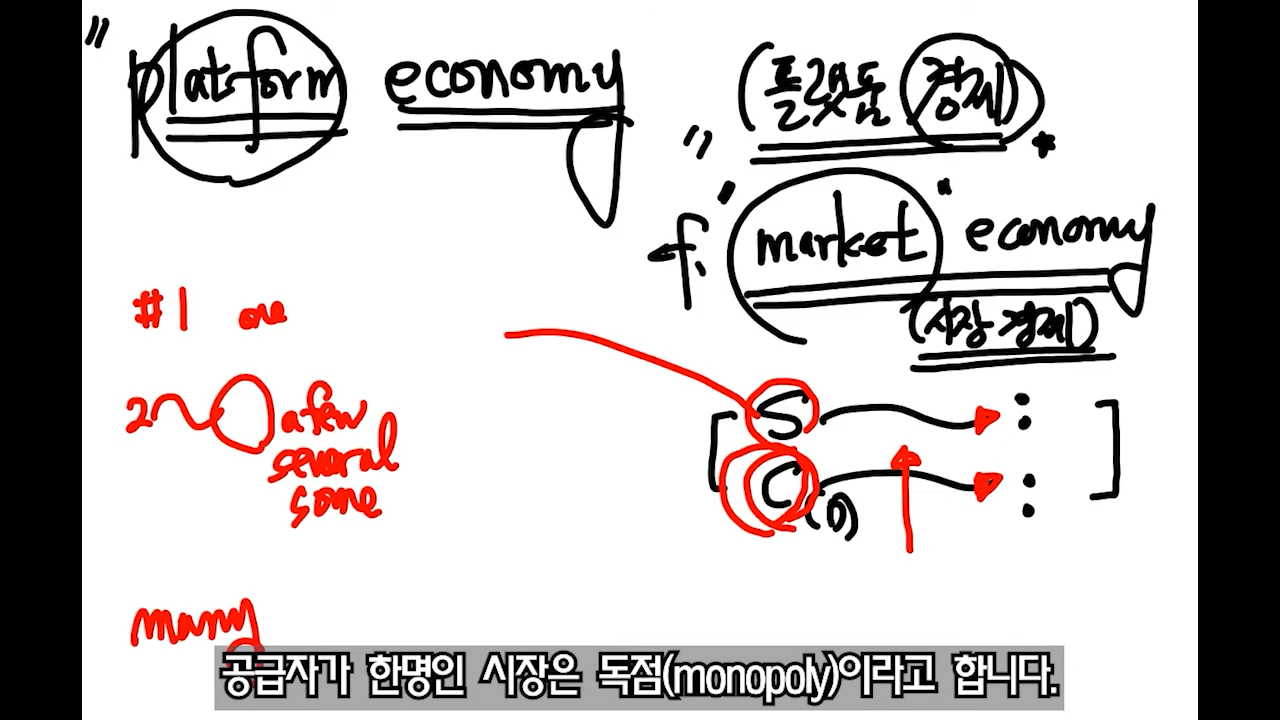 " platform economy (플랫폼 경제)
" *
cf. "market" economy
(시장 경제)
#1 one
2~ a few
several
some
S :
C :
(D)
many
공급자가 한명인 시장은 독점(monopoly)이라고 합니다.